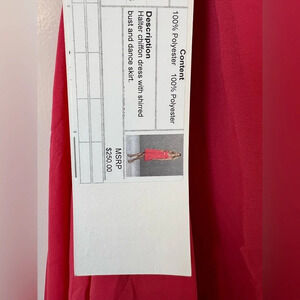 Content
100% Polyester 100% Polyester
Description
Halter chiffon dress with shirred
bust and dance skirt.
MSRP
$250.00